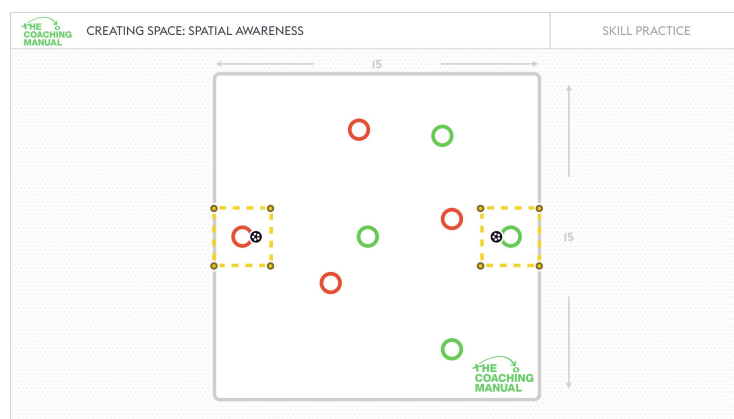 THE
COACHING
MANUAL
CREATING SPACE: SPATIAL AWARENESS
SKILL PRACTICE
15
15
THE
COACHING
MANUAL